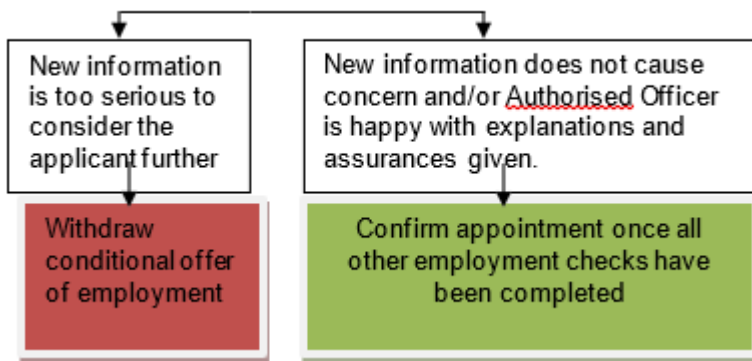 New information
is too serious to
consider the
applicant further
New information does not cause
concern and/or Authorised Officer
is happy with explanations and
assurances given.
Withdraw
conditional offer
of employment
Confirm appointment once all
other employment checks have
been completed